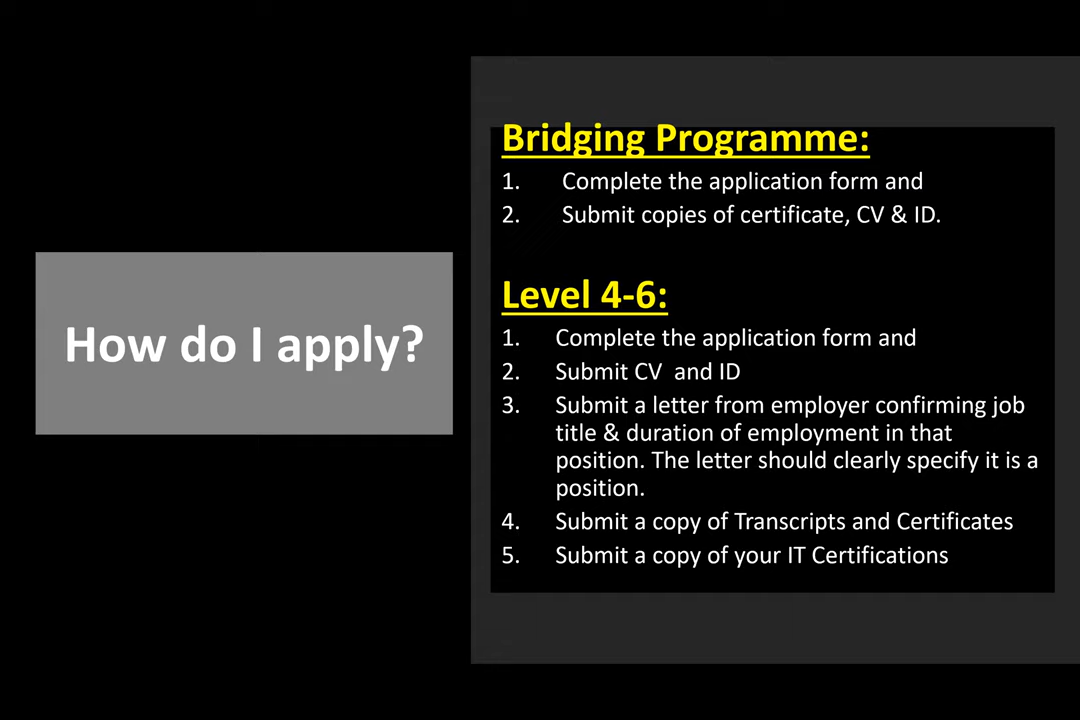 How do I apply?
Bridging Programme:
1. Complete the application form and
2. Submit copies of certificate, CV & ID.
Level 4-6:
1. Complete the application form and
2. Submit CV and ID
3. Submit a letter from employer confirming job
title & duration of employment in that
position. The letter should clearly specify it is a
position.
4. Submit a copy of Transcripts and Certificates
5. Submit a copy of your IT Certifications